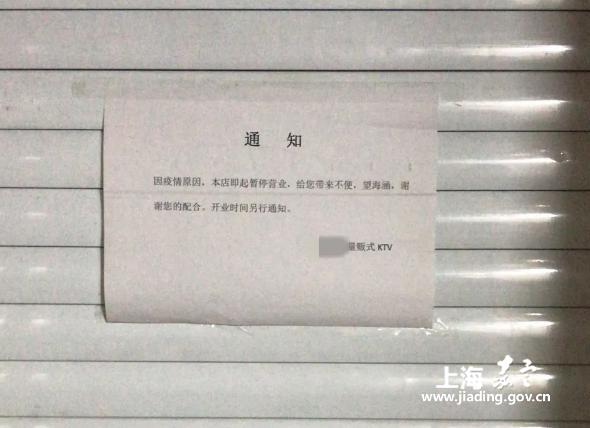 通 知
因疫情原因，本店即起暂停营业，给您带来不便，望海涵，谢
谢您的配合。开业时间另行通知。
量贩式 KTV
上海嘉定
www.jiading.gov.cn